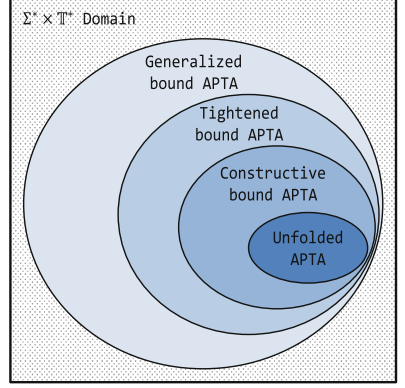 Σ* × 𝕋* Domain
Generalized
bound APTA
Tightened
bound APTA
Constructive
bound APTA
Unfolded
APTA